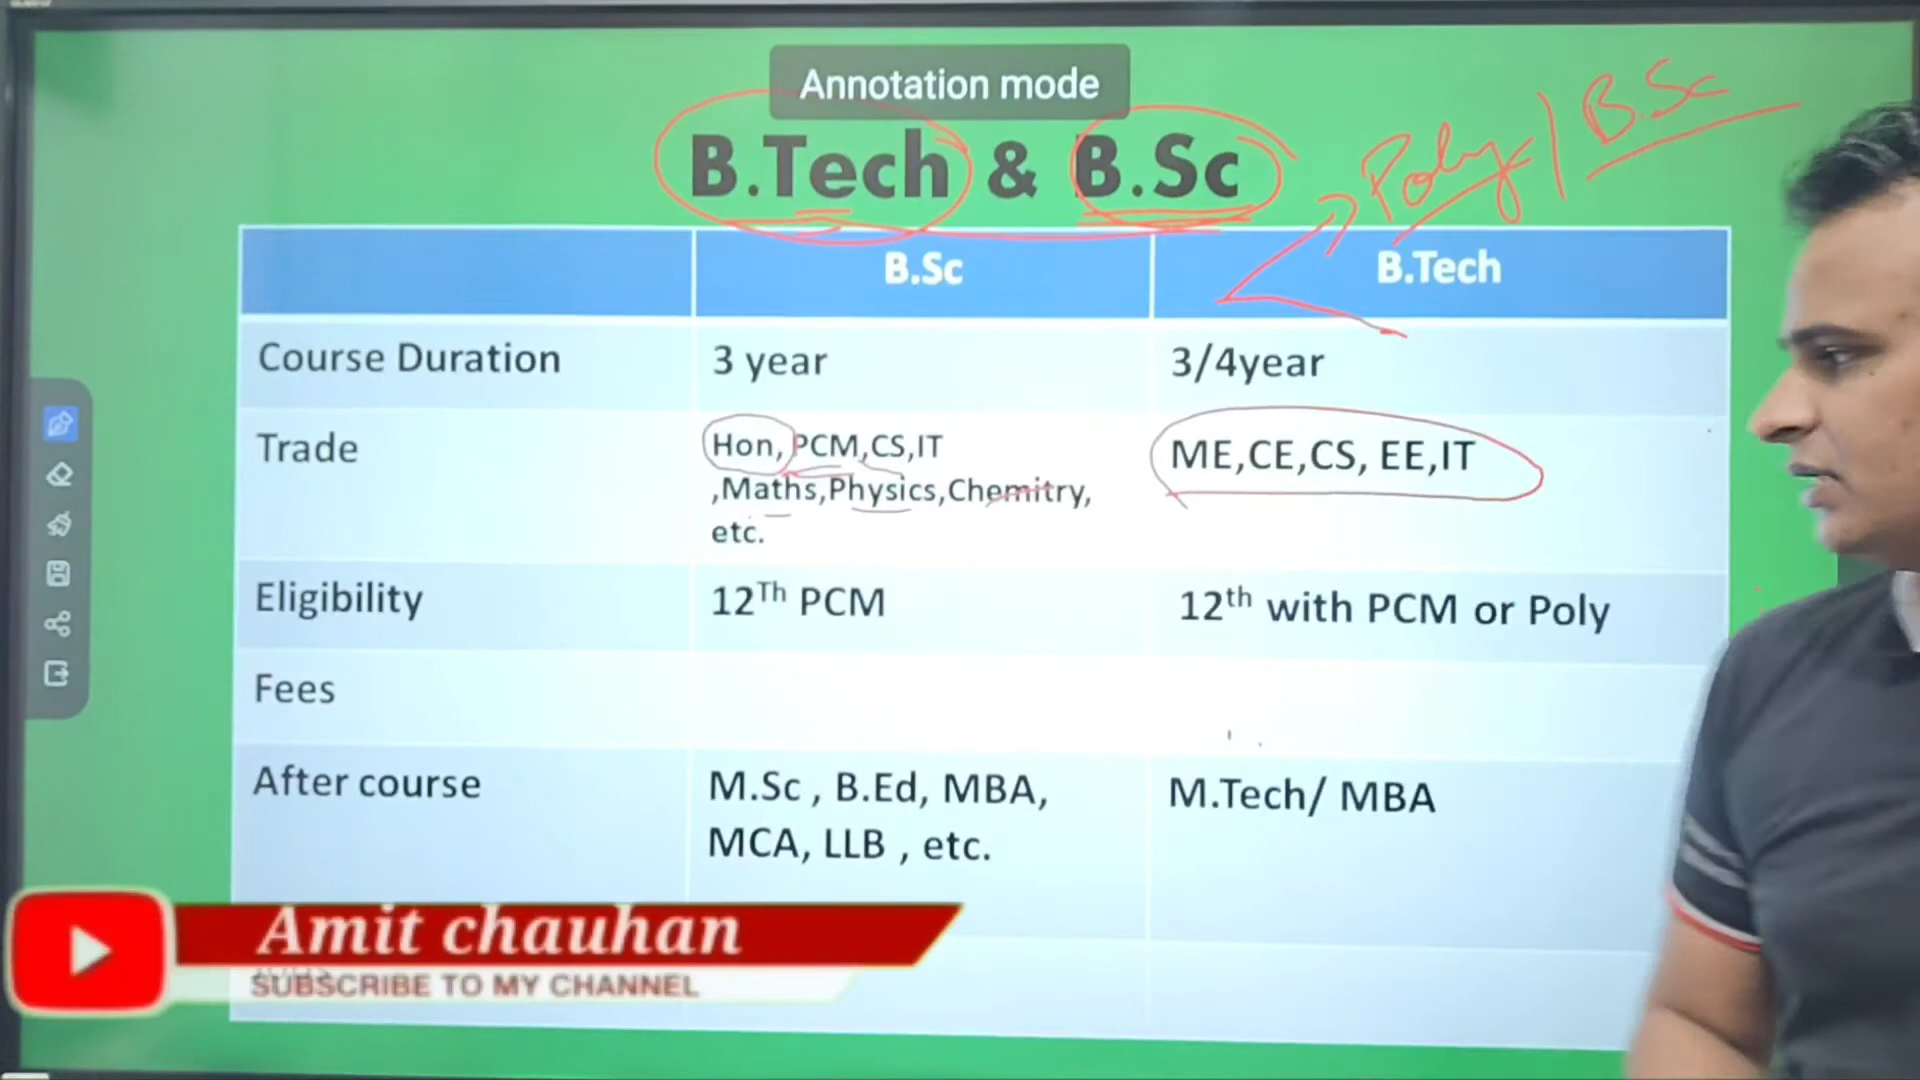 Annotation mode
B.Tech & B.Sc
Poly / B.Sc
B.Sc B.Tech
Course Duration 3 year 3/4year
Trade Hon, PCM,CS,IT ME,CE,CS, EE,IT
,Maths,Physics,Chemitry,
etc.
Eligibility 12Th PCM 12th with PCM or Poly
Fees
After course M.Sc , B.Ed, MBA, M.Tech/ MBA
MCA, LLB , etc.
Amit chauhan
SUBSCRIBE TO MY CHANNEL